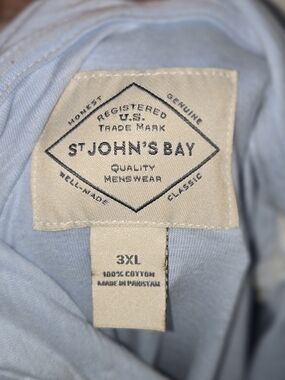 HONEST
GENUINE
REGISTERED
U.S.
TRADE MARK
ST JOHN'S BAY
QUALITY
MENSWEAR
WELL-MADE
CLASSIC
3XL
100% COTTON
MADE IN PAKISTAN